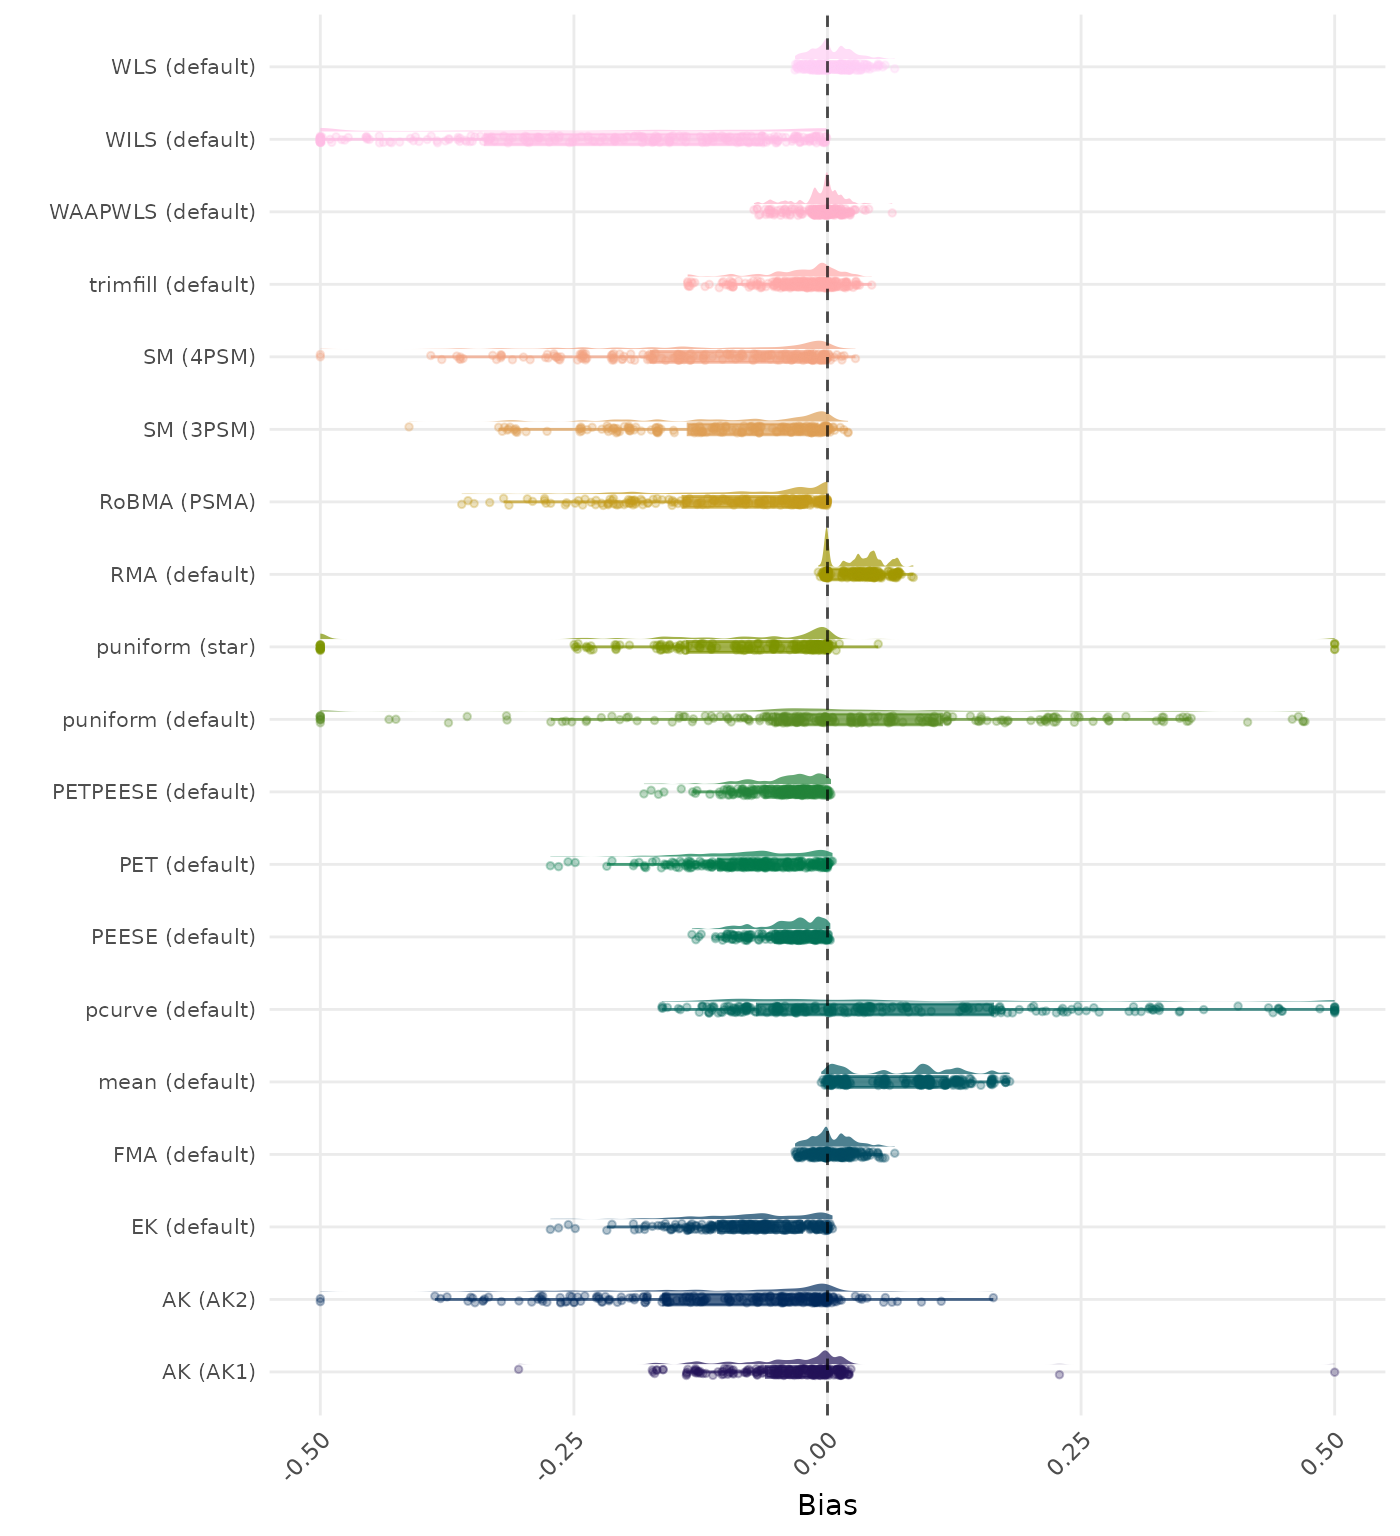 WLS (default)
WILS (default)
WAAPWLS (default)
trimfill (default)
SM (4PSM)
SM (3PSM)
RoBMA (PSMA)
RMA (default)
puniform (star)
puniform (default)
PETPEESE (default)
PET (default)
PEESE (default)
pcurve (default)
mean (default)
FMA (default)
EK (default)
AK (AK2)
AK (AK1)
-0.50
-0.25
0.00
0.25
0.50
Bias